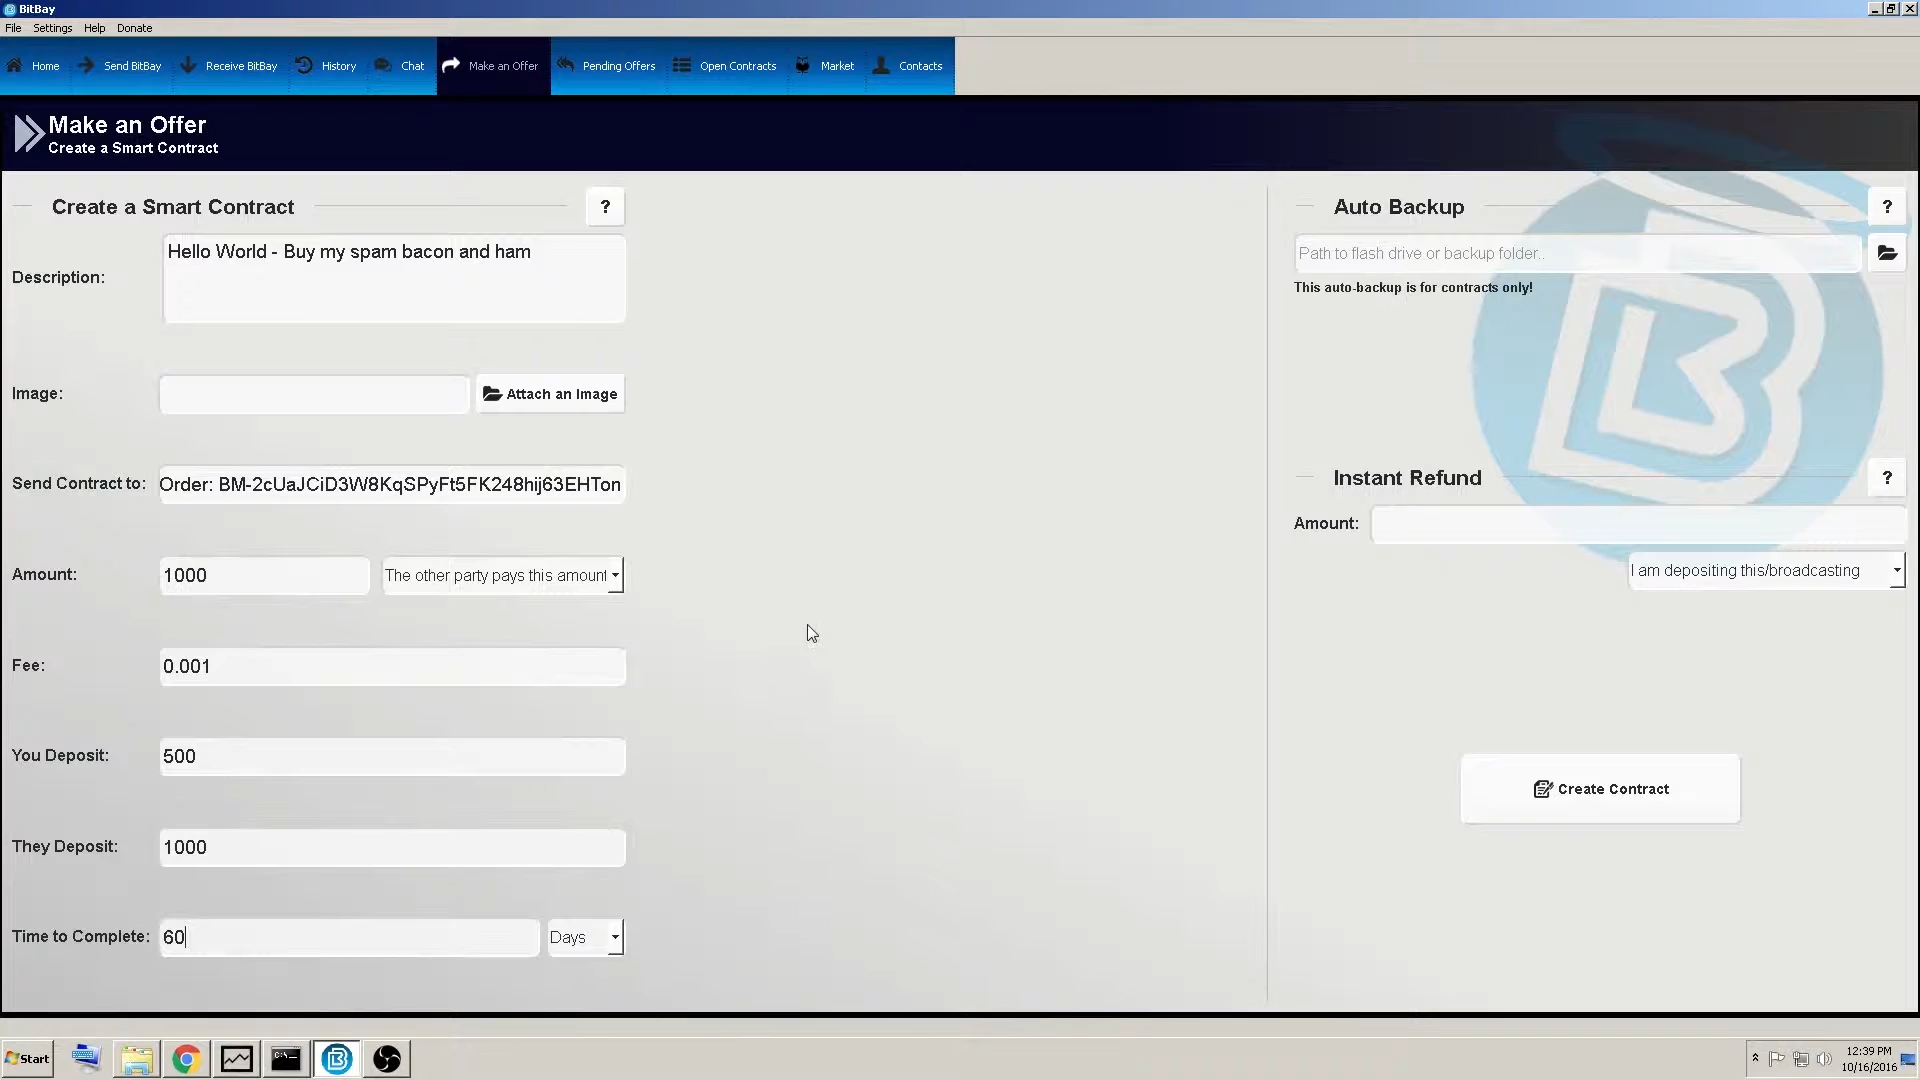 BitBay
File Settings Help Donate
Home Send BitBay Receive BitBay History Chat Make an Offer Pending Offers Open Contracts Market Contacts
Make an Offer
Create a Smart Contract
Create a Smart Contract ?
Description: Hello World - Buy my spam bacon and ham
Image: Attach an Image
Send Contract to: Order: BM-2cUaJCiD3W8KqSPyFt5FK248hij63EHTon
Amount: 1000 The other party pays this amount
Fee: 0.001
You Deposit: 500
They Deposit: 1000
Time to Complete: 60 Days
Auto Backup ?
Path to flash drive or backup folder..
This auto-backup is for contracts only!
Instant Refund ?
Amount:
I am depositing this/broadcasting
Create Contract
Start
12:39 PM
10/16/2016